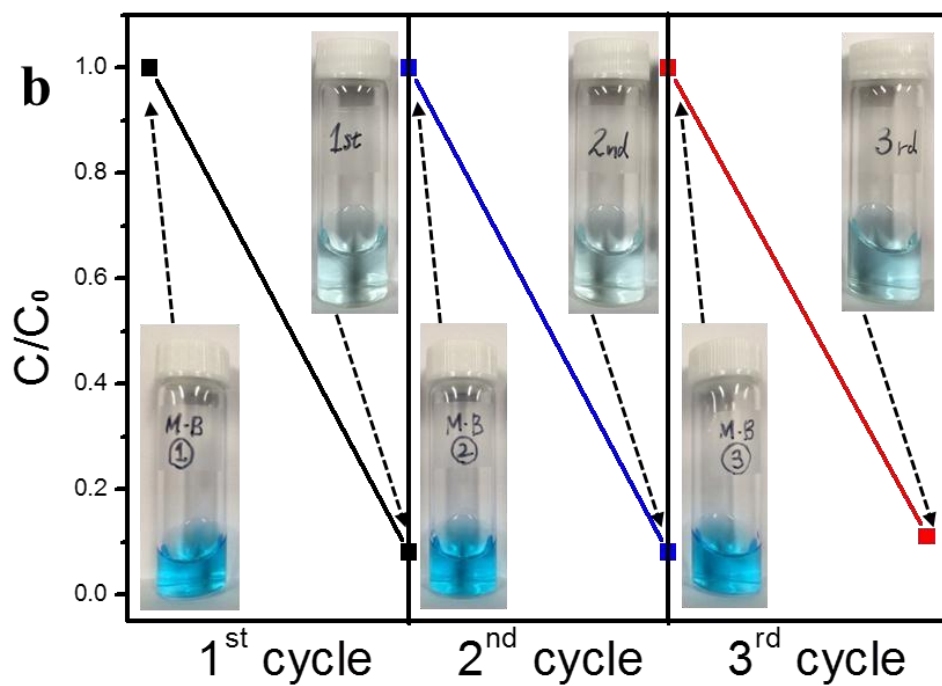 b
C/C₀
1.0
0.8
0.6
0.4
0.2
0.0
1st
2nd
3rd
M-B
①
M-B
②
M-B
③
1ˢᵗ cycle
2ⁿᵈ cycle
3ʳᵈ cycle